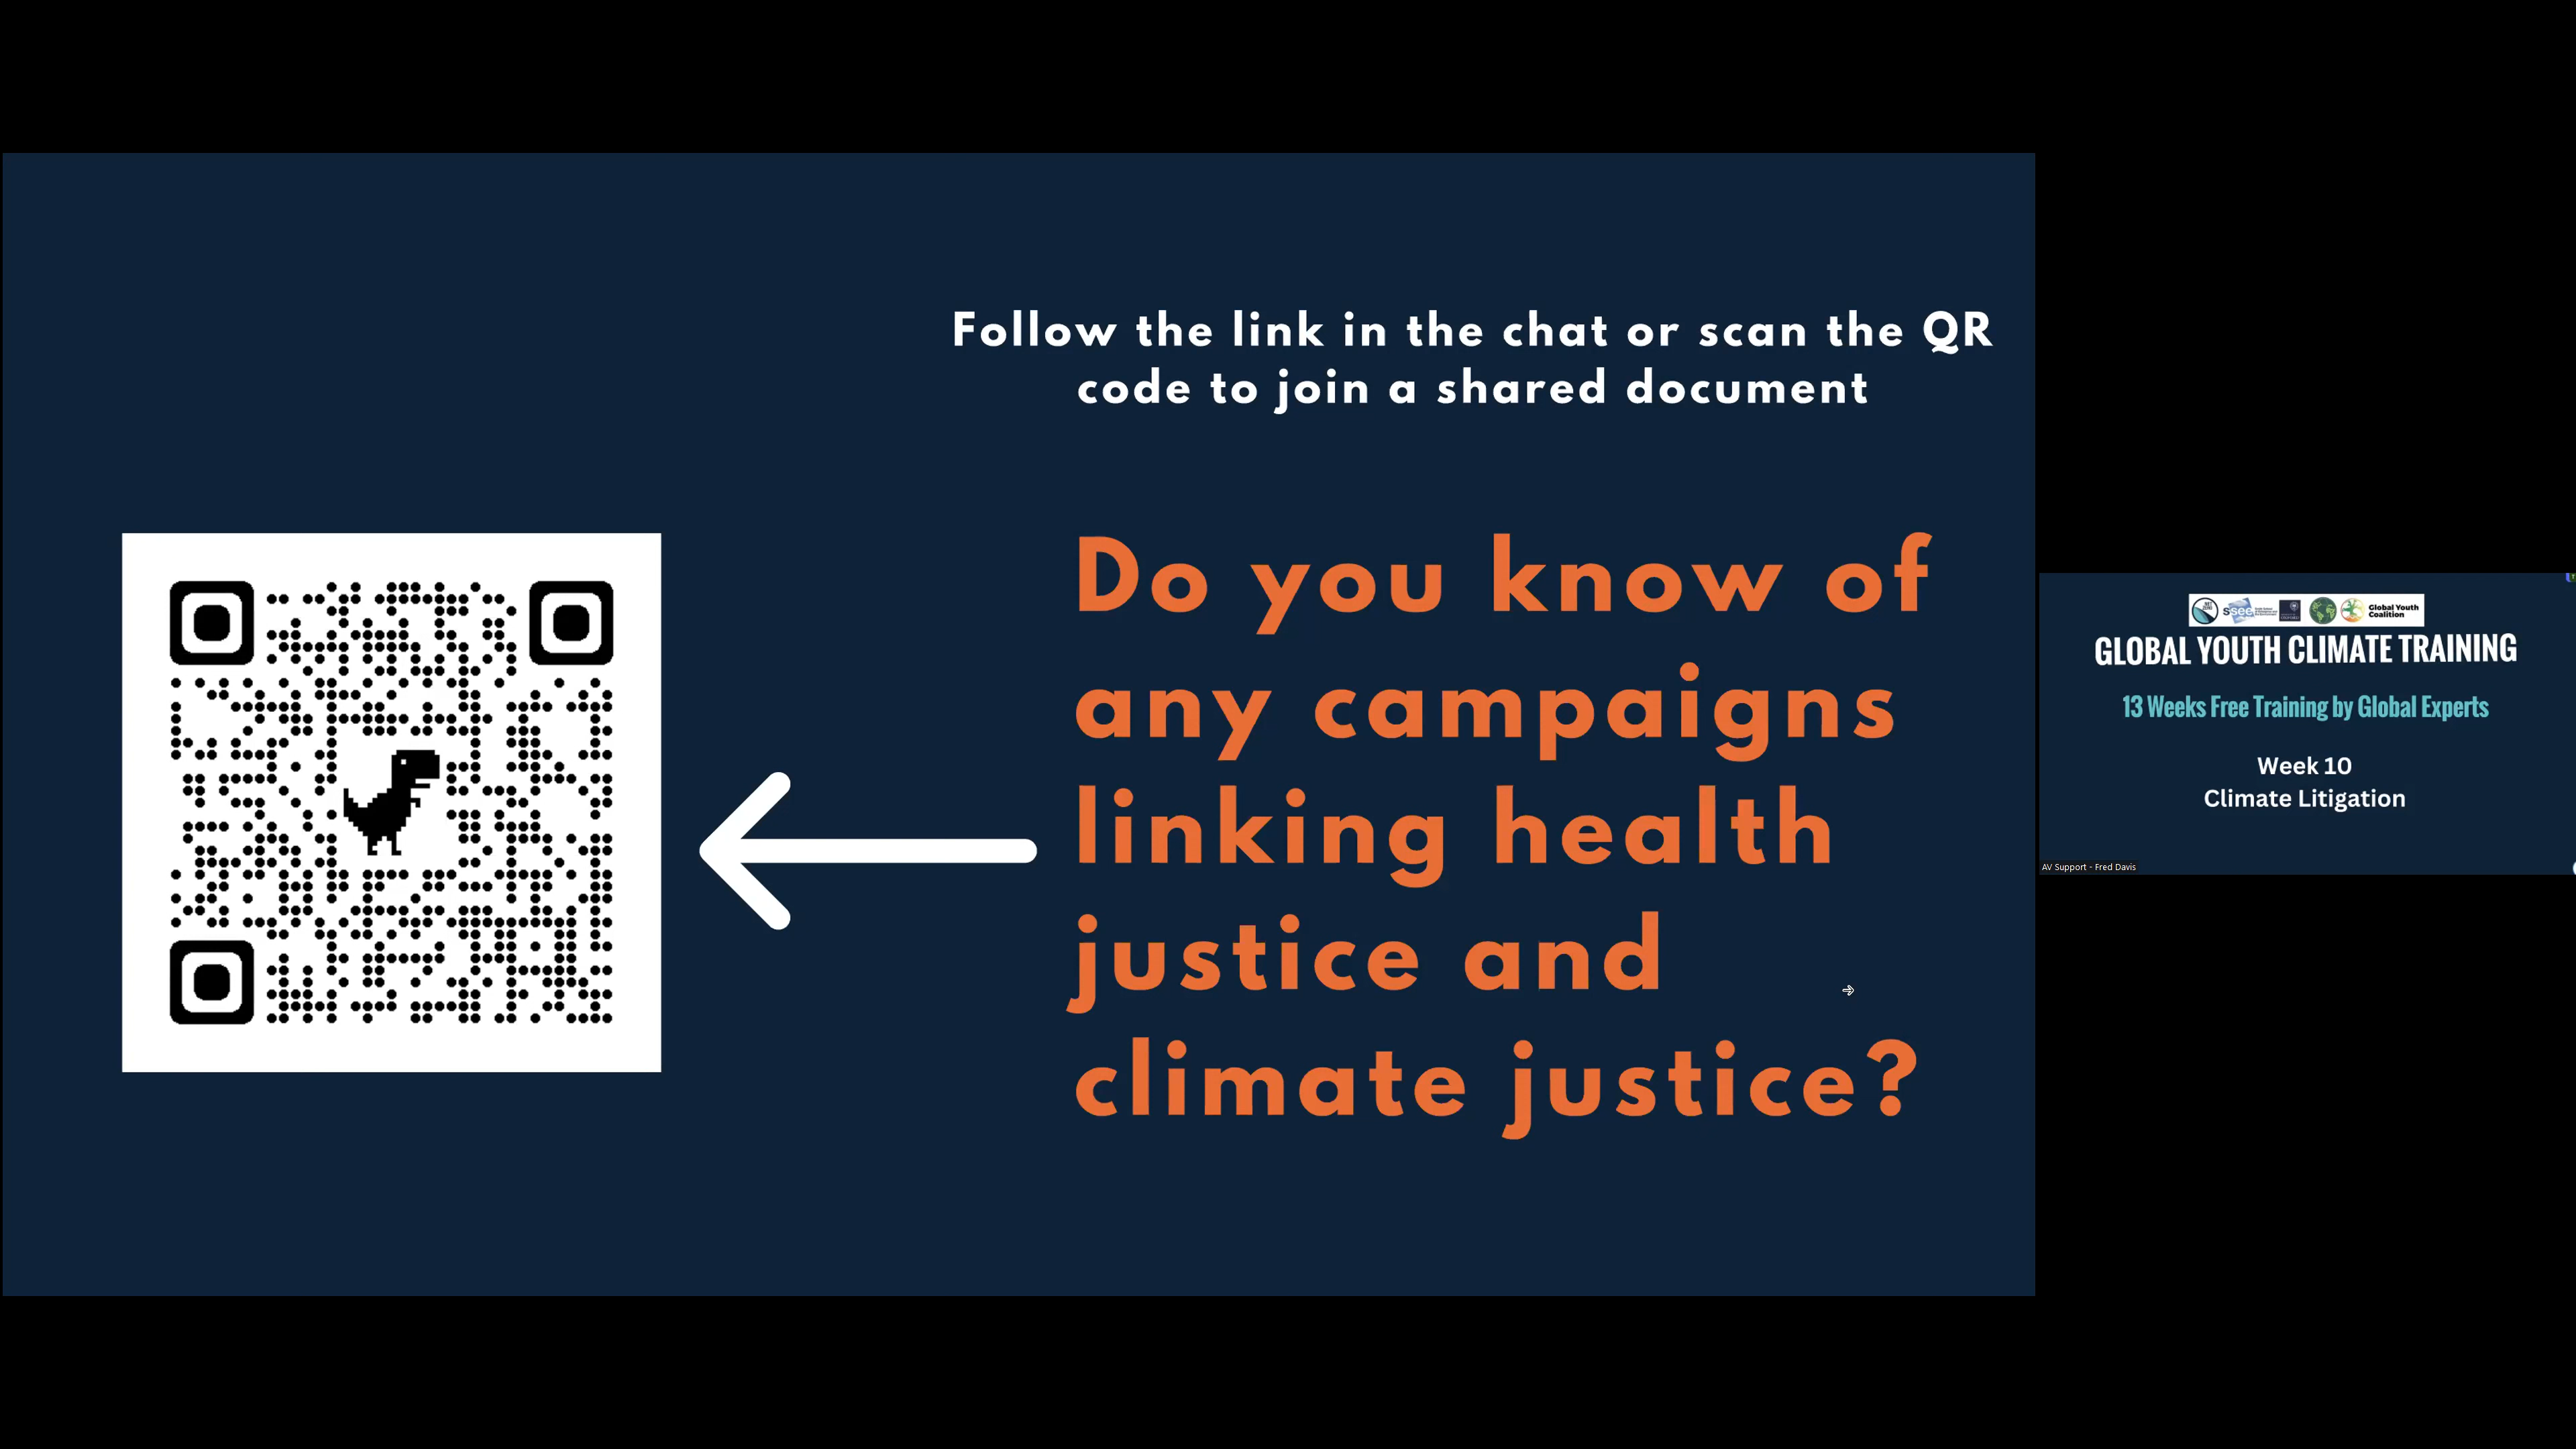 Follow the link in the chat or scan the QR
code to join a shared document
Do you know of
any campaigns
linking health
justice and
climate justice?
ssee
Global Youth
Coalition
GLOBAL YOUTH CLIMATE TRAINING
13 Weeks Free Training by Global Experts
Week 10
Climate Litigation
AV Support - Fred Davis